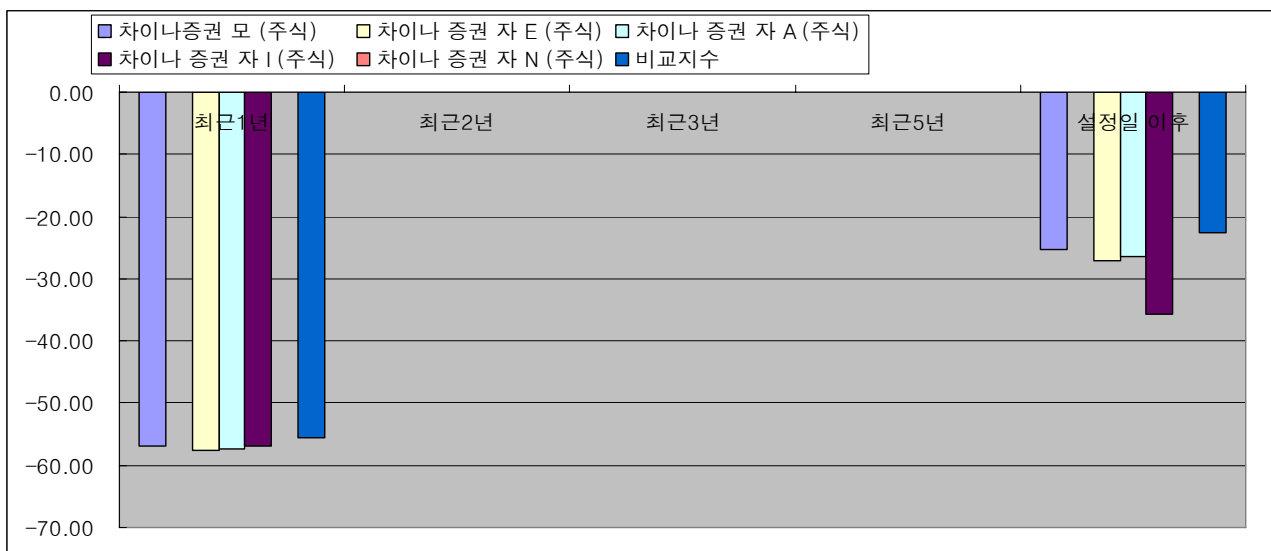 차이나증권 모 (주식) 차이나 증권 자 E (주식) 차이나 증권 자 A (주식)
차이나 증권 자 I (주식) 차이나 증권 자 N (주식) 비교지수
0.00
최근1년 최근2년 최근3년 최근5년 설정일 이후
-10.00
-20.00
-30.00
-40.00
-50.00
-60.00
-70.00